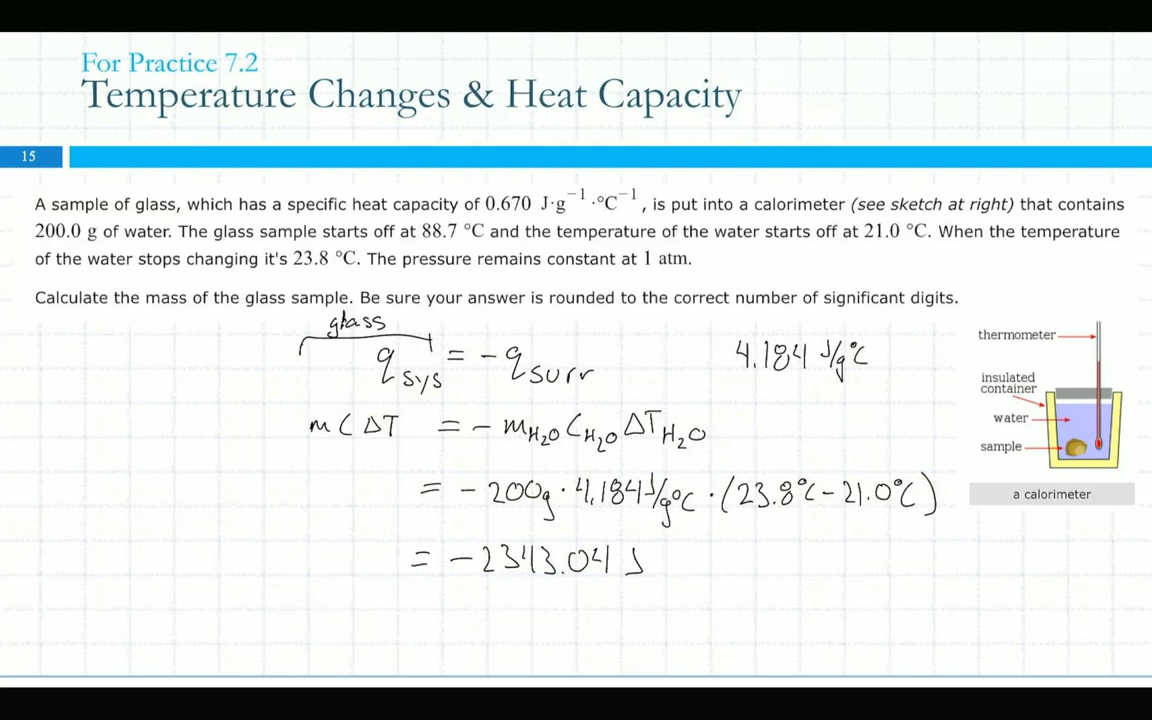 For Practice 7.2
Temperature Changes & Heat Capacity
15
A sample of glass, which has a specific heat capacity of 0.670 J·g⁻¹·°C⁻¹, is put into a calorimeter (see sketch at right) that contains
200.0 g of water. The glass sample starts off at 88.7 °C and the temperature of the water starts off at 21.0 °C. When the temperature
of the water stops changing it's 23.8 °C. The pressure remains constant at 1 atm.
Calculate the mass of the glass sample. Be sure your answer is rounded to the correct number of significant digits.
glass
q sys = - q surr
4.184 J/g°C
m C ΔT = - m H₂O C H₂O ΔT H₂O
= - 200g · 4.184 J/g°C · (23.8°C - 21.0°C)
= - 2343.04 J
thermometer
insulated
container
water
sample
a calorimeter